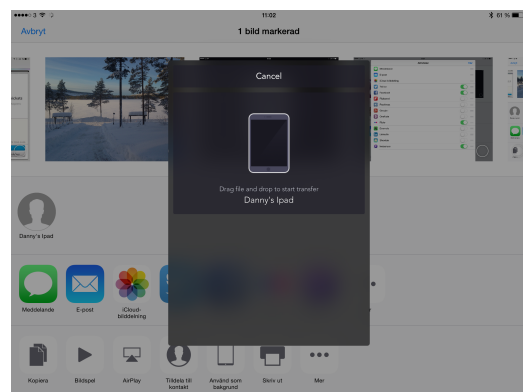 3
11:02
61 %
Avbryt
1 bild markerad
Cancel
Drag file and drop to start transfer
Danny's Ipad
Danny's Ipad
Meddelande
E-post
iCloud-
bilddelning
Kopiera
Bildspel
AirPlay
Tilldela till
kontakt
Använd som
bakgrund
Skriv ut
Mer